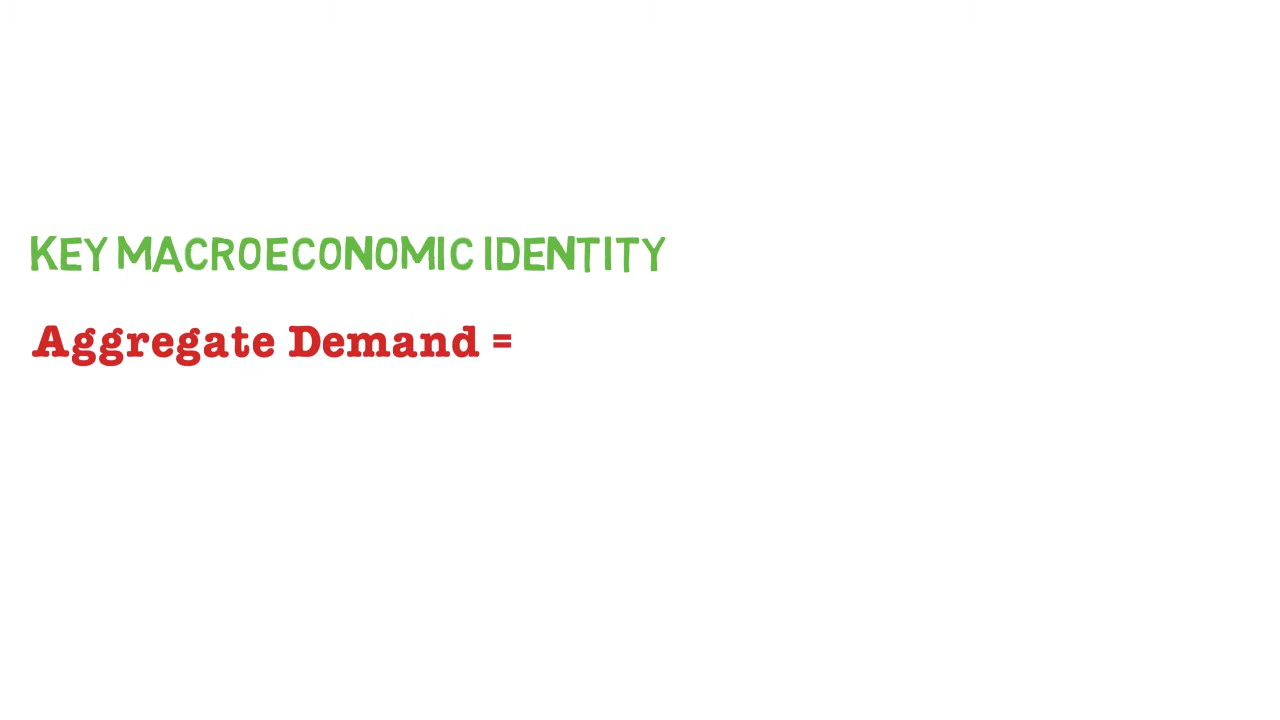 KEY MACROECONOMIC IDENTITY
Aggregate Demand =